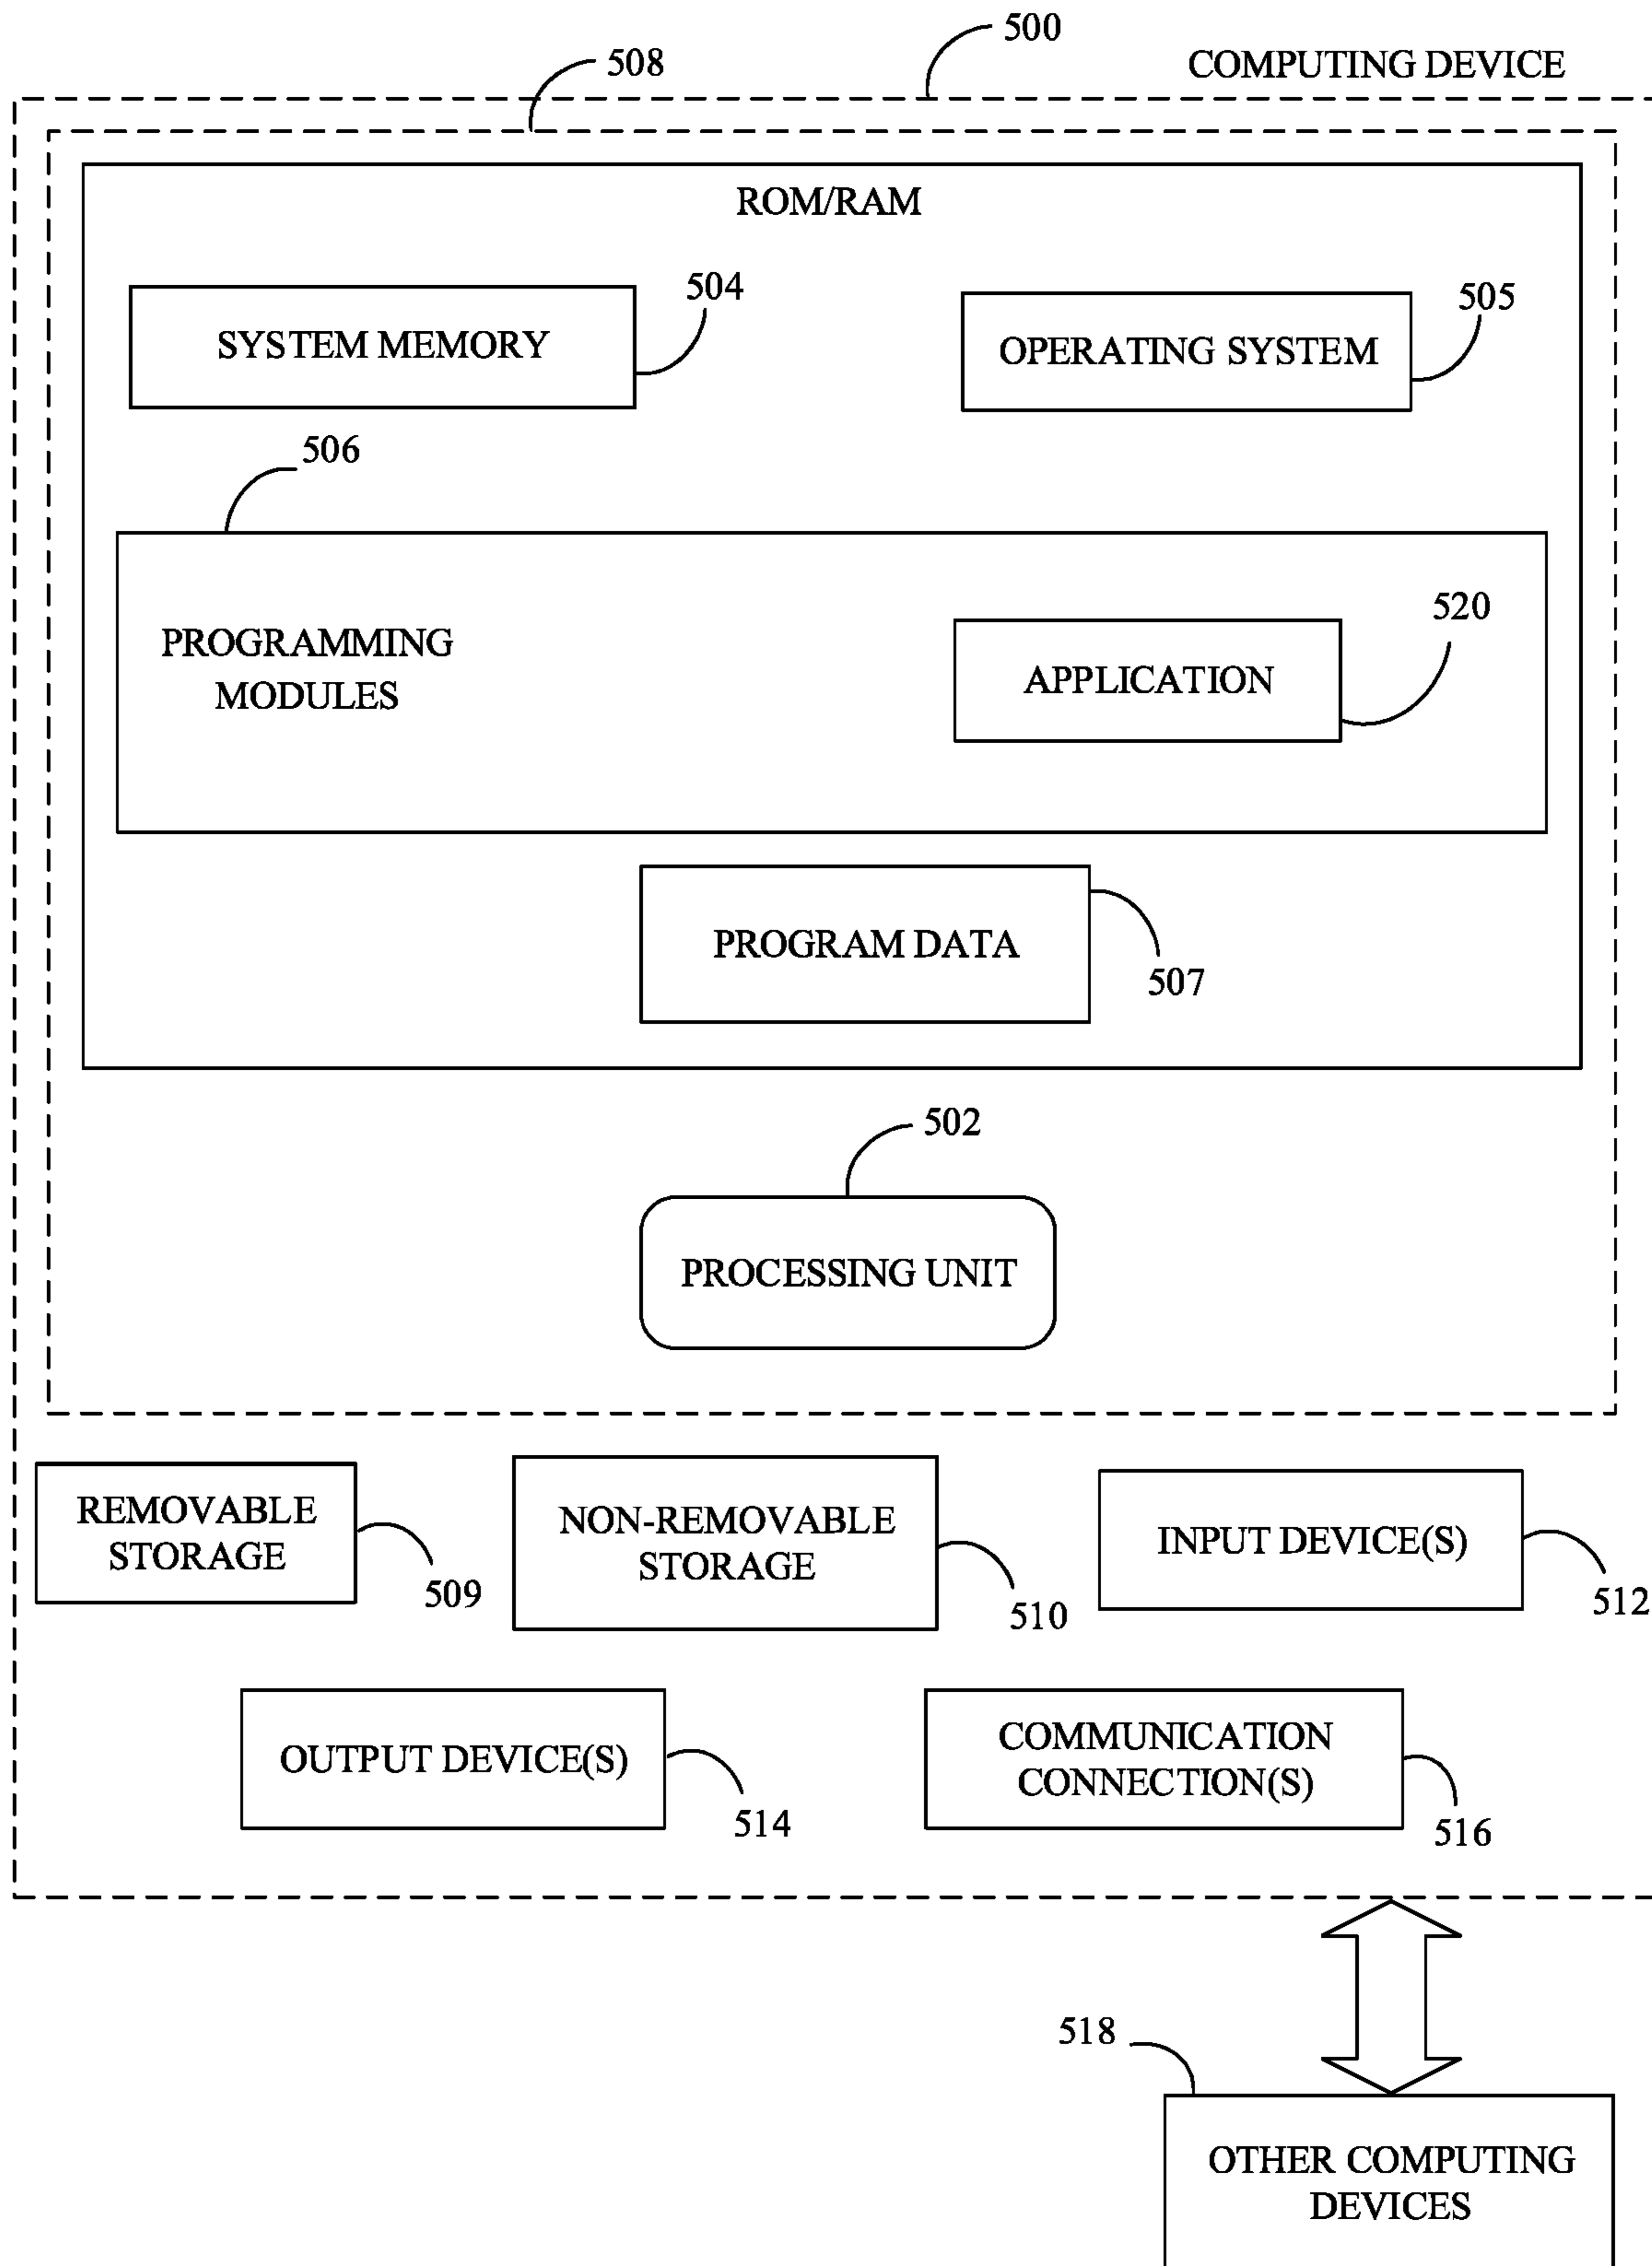 500
508
COMPUTING DEVICE
ROM/RAM
504
SYSTEM MEMORY
505
OPERATING SYSTEM
506
PROGRAMMING
MODULES
520
APPLICATION
PROGRAM DATA
507
502
PROCESSING UNIT
REMOVABLE
STORAGE
509
NON-REMOVABLE
STORAGE
510
INPUT DEVICE(S)
512
OUTPUT DEVICE(S)
514
COMMUNICATION
CONNECTION(S)
516
518
OTHER COMPUTING
DEVICES